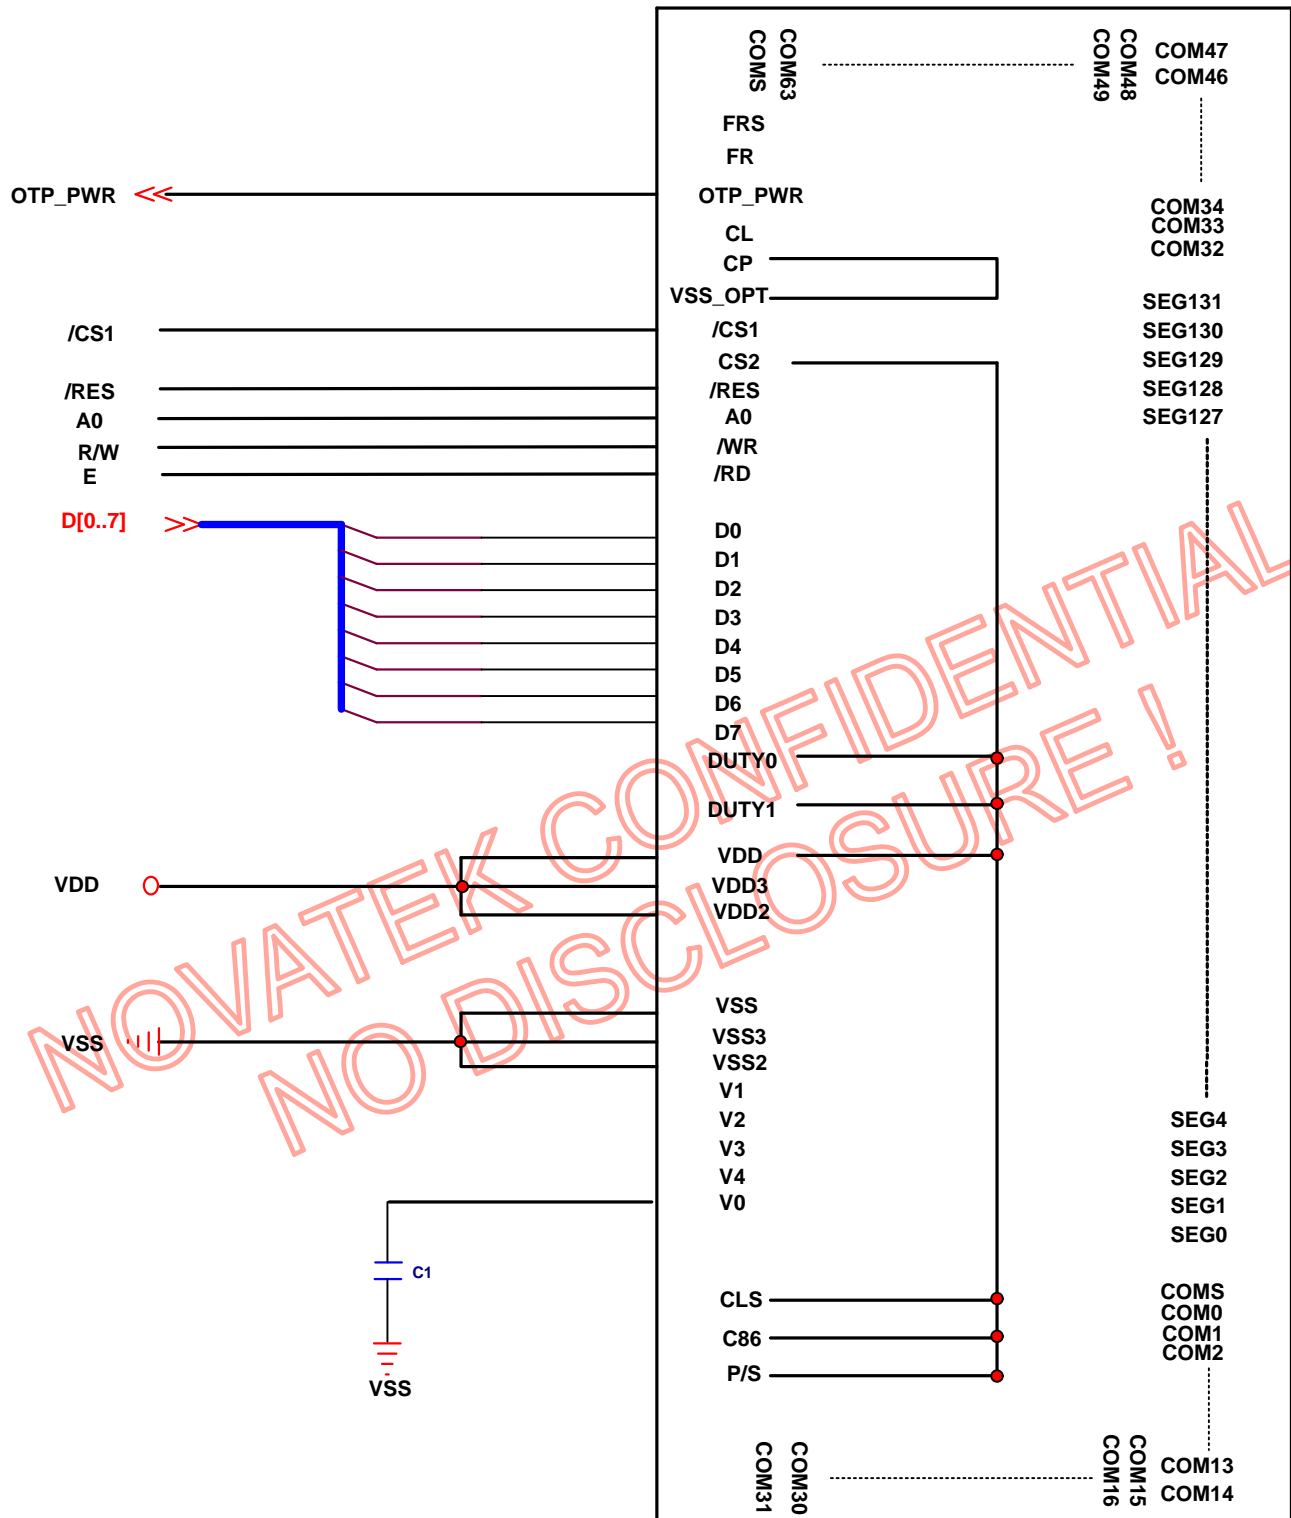 COMS
COM63
COM49
COM48
COM47
COM46
FRS
FR
OTP_PWR
OTP_PWR
COM34
COM33
COM32
CL
CP
VSS_OPT
SEG131
/CS1
/CS1
SEG130
CS2
SEG129
/RES
/RES
SEG128
A0
A0
SEG127
R/W
/WR
E
/RD
D[0..7]
D0
D1
D2
D3
D4
D5
D6
D7
DUTY0
DUTY1
VDD
VDD
VDD3
VDD2
VSS
VSS
VSS3
VSS2
V1
V2
SEG4
V3
SEG3
V4
SEG2
V0
SEG1
SEG0
C1
VSS
CLS
C86
P/S
COMS
COM0
COM1
COM2
COM31
COM30
COM16
COM15
COM13
COM14
NOVATEK CONFIDENTIAL
NO DISCLOSURE !